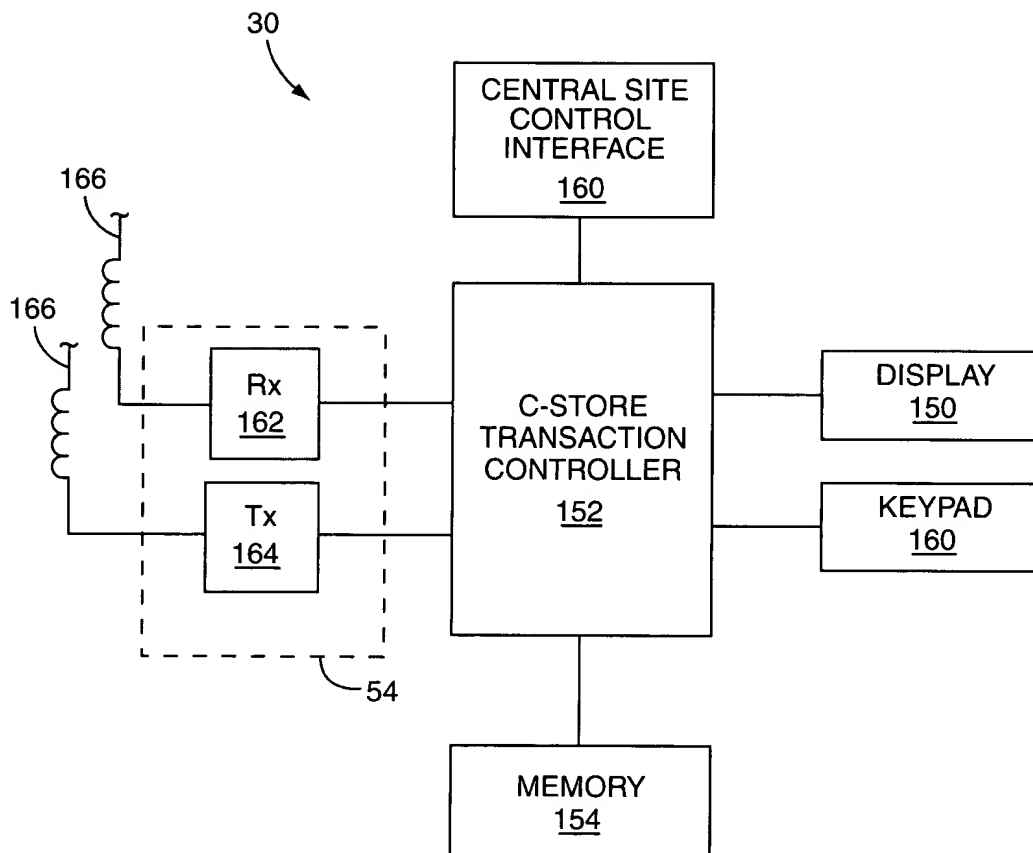 30
CENTRAL SITE
CONTROL
INTERFACE
160
166
166
Rx
162
Tx
164
54
C-STORE
TRANSACTION
CONTROLLER
152
DISPLAY
150
KEYPAD
160
MEMORY
154